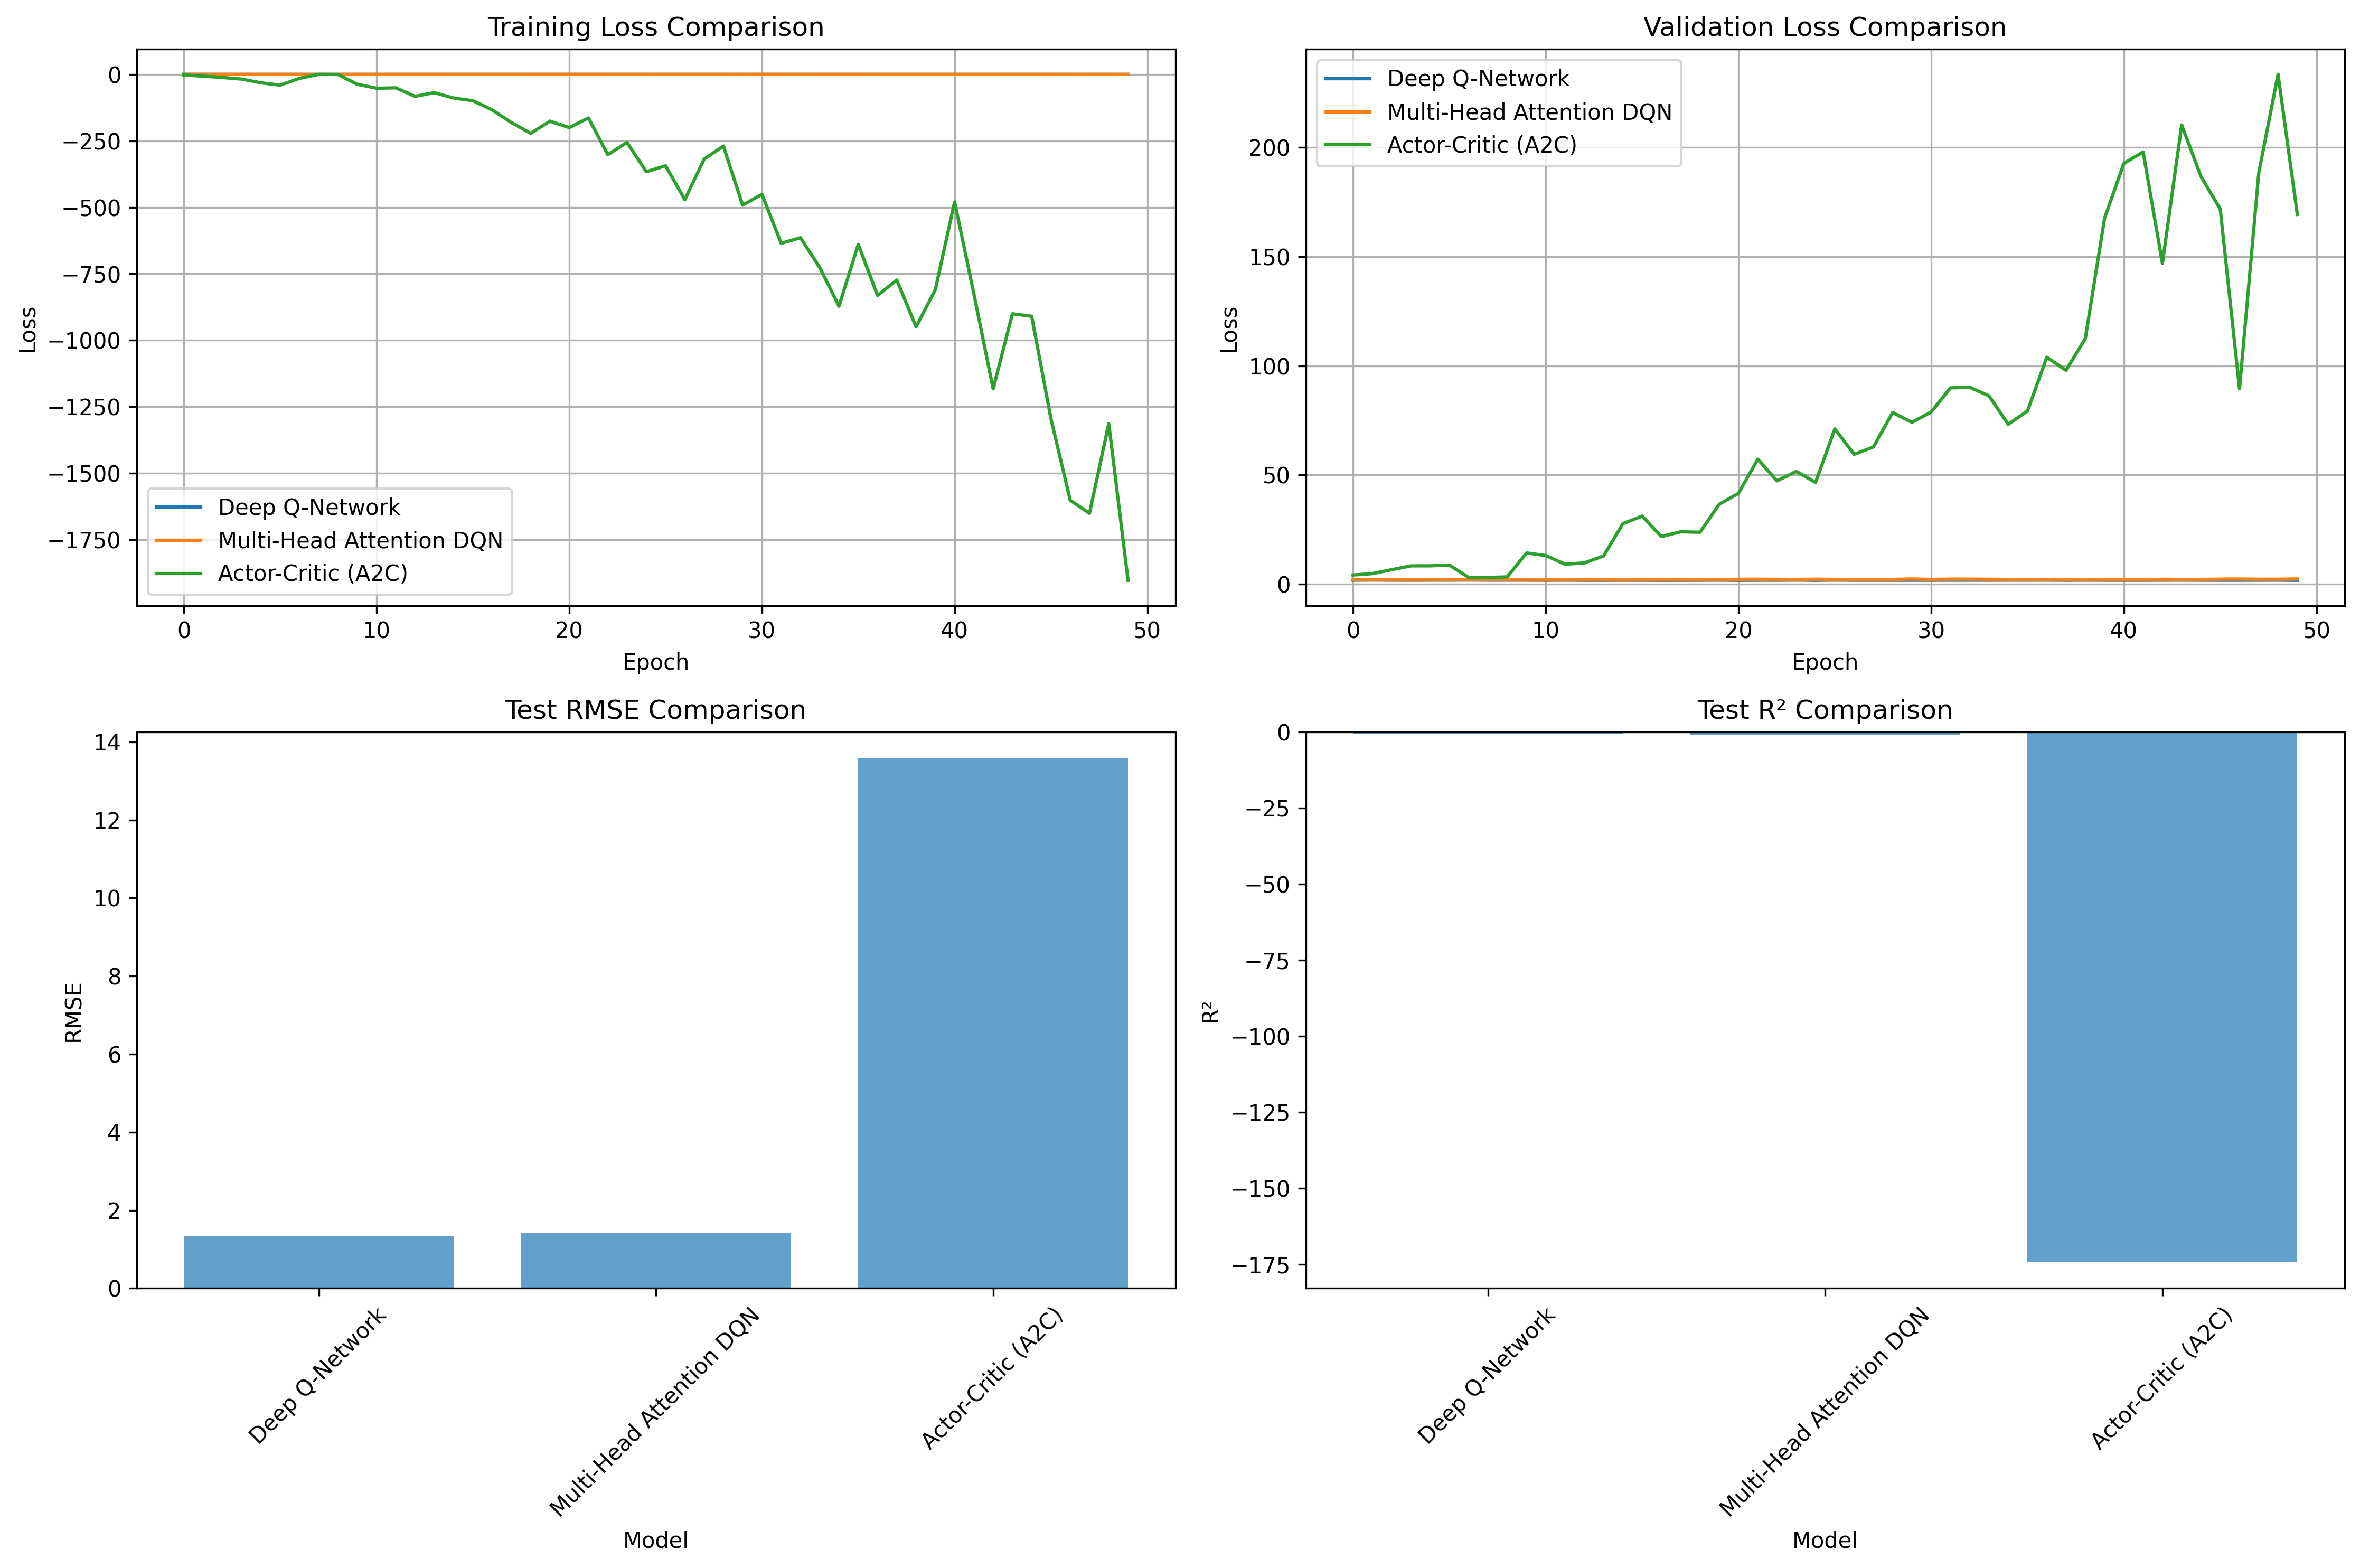 Training Loss Comparison
0
−250
−500
−750
−1000
−1250
−1500
−1750
Loss
Deep Q-Network
Multi-Head Attention DQN
Actor-Critic (A2C)
0 10 20 30 40 50
Epoch
Validation Loss Comparison
200
150
100
50
0
Loss
Deep Q-Network
Multi-Head Attention DQN
Actor-Critic (A2C)
0 10 20 30 40 50
Epoch
Test RMSE Comparison
14
12
10
8
6
4
2
0
RMSE
Deep Q-Network
Multi-Head Attention DQN
Actor-Critic (A2C)
Model
Test R² Comparison
0
−25
−50
−75
−100
−125
−150
−175
R²
Deep Q-Network
Multi-Head Attention DQN
Actor-Critic (A2C)
Model